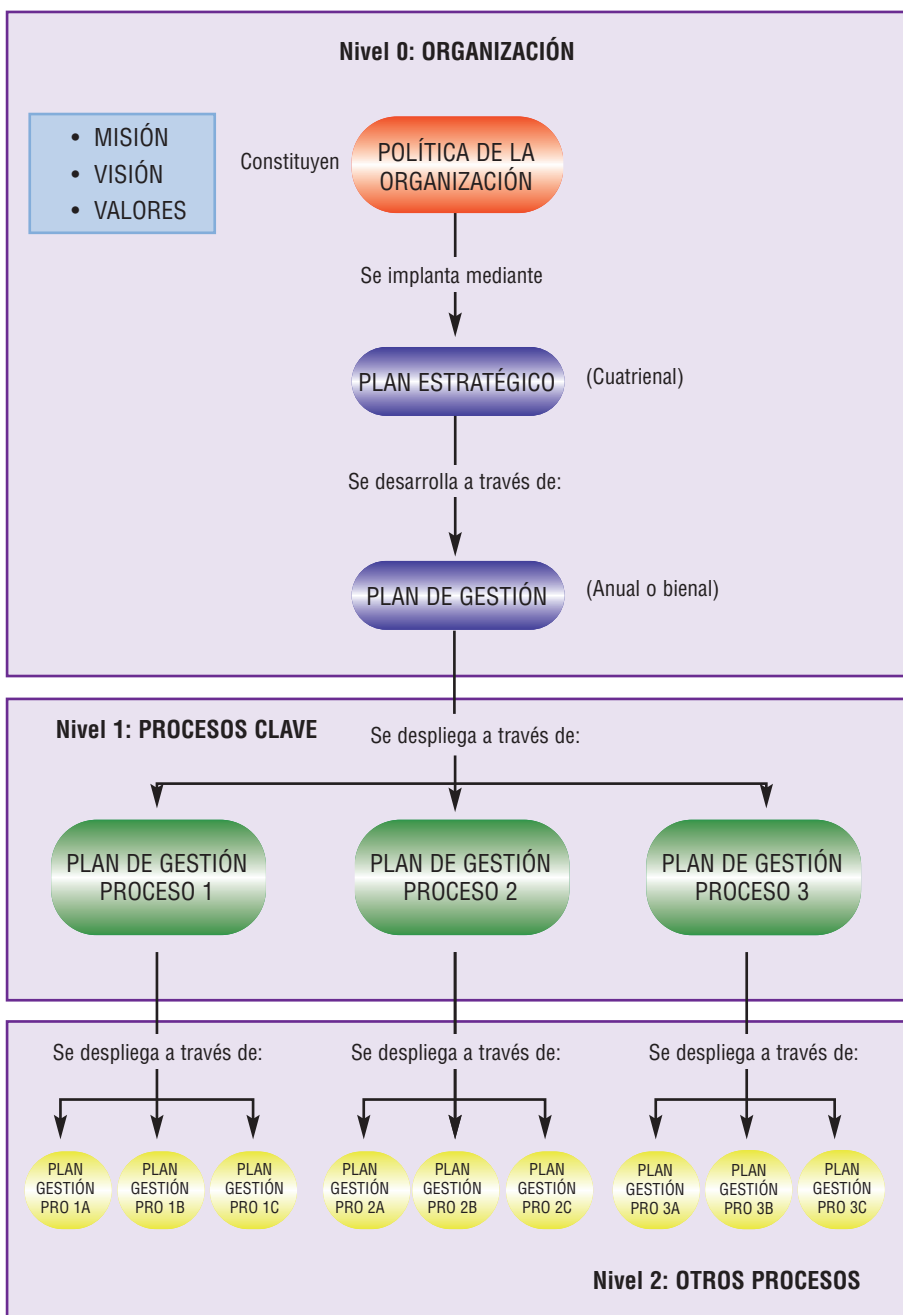 Nivel 0: ORGANIZACIÓN
• MISIÓN
• VISIÓN
• VALORES
Constituyen
POLÍTICA DE LA
ORGANIZACIÓN
Se implanta mediante
PLAN ESTRATÉGICO
(Cuatrienal)
Se desarrolla a través de:
PLAN DE GESTIÓN
(Anual o bienal)
Nivel 1: PROCESOS CLAVE
Se despliega a través de:
PLAN DE GESTIÓN
PROCESO 1
PLAN DE GESTIÓN
PROCESO 2
PLAN DE GESTIÓN
PROCESO 3
Se despliega a través de:
Se despliega a través de:
Se despliega a través de:
PLAN
GESTIÓN
PRO 1A
PLAN
GESTIÓN
PRO 1B
PLAN
GESTIÓN
PRO 1C
PLAN
GESTIÓN
PRO 2A
PLAN
GESTIÓN
PRO 2B
PLAN
GESTIÓN
PRO 2C
PLAN
GESTIÓN
PRO 3A
PLAN
GESTIÓN
PRO 3B
PLAN
GESTIÓN
PRO 3C
Nivel 2: OTROS PROCESOS